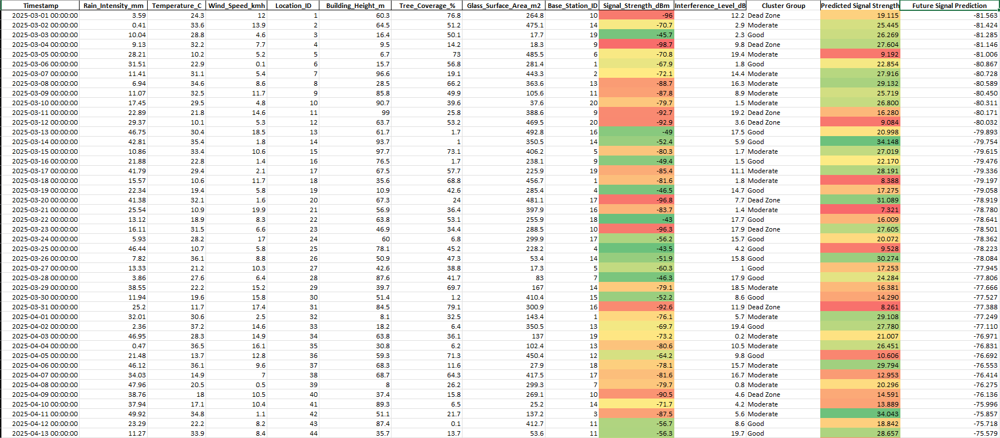 Timestamp Rain_Intensity_mm Temperature_C Wind_Speed_kmh Location_ID Building_Height_m Tree_Coverage_% Glass_Surface_Area_m2 Base_Station_ID Signal_Strength_dBm Interference_Level_dB Cluster Group Predicted Signal Strength Future Signal Prediction
2025-03-01 00:00:00 3.59 24.3 12 1 60.3 76.8 264.8 10 -96 12.2 Dead Zone 19.115 -81.563
2025-03-02 00:00:00 0.41 33.6 13.9 2 64.5 51.2 475.1 14 -70.7 2.9 Moderate 25.445 -81.424
2025-03-03 00:00:00 10.04 28.8 4.6 3 16.4 50.1 17.7 19 -45.7 2.3 Good 26.269 -81.285
2025-03-04 00:00:00 9.13 32.2 7.7 4 9.5 14.2 18.3 9 -98.7 9.8 Dead Zone 27.604 -81.146
2025-03-05 00:00:00 28.21 10.2 5.2 5 6.7 73 485.5 6 -70.8 19.4 Moderate 9.192 -81.006
2025-03-06 00:00:00 31.51 22.9 0.1 6 15.7 56.8 281.4 1 -67.9 1.8 Good 22.854 -80.867
2025-03-07 00:00:00 11.41 31.1 5.4 7 96.6 19.1 443.3 2 -72.1 14.4 Moderate 27.916 -80.728
2025-03-08 00:00:00 6.94 34.6 8.6 8 28.5 66.2 363.6 13 -88.7 16.3 Moderate 29.132 -80.589
2025-03-09 00:00:00 11.07 32.5 11.7 9 85.8 49.9 105.6 11 -87.8 8.9 Moderate 25.719 -80.450
2025-03-10 00:00:00 17.45 29.5 4.8 10 90.7 39.6 37.6 20 -79.7 1.5 Moderate 26.800 -80.311
2025-03-11 00:00:00 22.89 21.8 14.6 11 99 25.8 388.6 9 -92.7 19.2 Dead Zone 16.280 -80.171
2025-03-12 00:00:00 29.37 10.1 5.3 12 63.7 53.2 469.5 20 -92.9 3.6 Dead Zone 9.084 -80.032
2025-03-13 00:00:00 46.75 30.4 18.5 13 61.7 1.7 492.8 16 -49 17.5 Good 20.998 -79.893
2025-03-14 00:00:00 42.81 35.4 1.8 14 93.7 1 350.5 14 -52.4 5.9 Good 34.148 -79.754
2025-03-15 00:00:00 10.86 33.4 10.6 15 97.7 73.1 406.2 5 -80.3 1.7 Moderate 27.019 -79.615
2025-03-16 00:00:00 21.88 22.8 1.4 16 76.5 1.7 238.1 9 -49.4 1.5 Good 22.170 -79.476
2025-03-17 00:00:00 41.79 29.4 2.1 17 67.5 57.7 225.9 19 -85.4 11.1 Moderate 28.191 -79.336
2025-03-18 00:00:00 15.57 10.6 11.7 18 35.6 68.8 456.7 1 -81.6 1.8 Moderate 8.388 -79.197
2025-03-19 00:00:00 22.34 19.4 5.8 19 10.9 42.6 285.4 4 -46.5 14.7 Good 17.275 -79.058
2025-03-20 00:00:00 41.38 32.1 1.6 20 67.3 24 481.1 17 -96.8 7.7 Dead Zone 31.089 -78.919
2025-03-21 00:00:00 25.54 10.9 19.9 21 56.9 36.4 397.9 16 -83.7 1.4 Moderate 7.321 -78.780
2025-03-22 00:00:00 13.12 18.9 8.3 22 63.8 53.1 255.9 18 -43 17.7 Good 16.009 -78.641
2025-03-23 00:00:00 16.11 31.5 6.6 23 46.9 34.4 288.5 10 -96.3 17.9 Dead Zone 27.605 -78.501
2025-03-24 00:00:00 5.93 28.2 17 24 60 6.8 299.9 17 -56.2 15.7 Good 20.072 -78.362
2025-03-25 00:00:00 46.44 10.7 5.8 25 78.1 45.2 228.2 4 -43.5 4.2 Good 9.528 -78.223
2025-03-26 00:00:00 7.82 36.1 8.8 26 50.9 47.3 53.4 14 -51.9 15.8 Good 30.274 -78.084
2025-03-27 00:00:00 13.33 21.2 10.3 27 42.6 38.8 17.3 5 -60.3 1 Good 17.253 -77.945
2025-03-28 00:00:00 3.86 27.6 6.4 28 87.6 41.7 83 7 -46.3 17.9 Good 24.284 -77.806
2025-03-29 00:00:00 38.55 22.2 15.2 29 39.7 69.7 167 14 -79.1 18.5 Moderate 16.381 -77.666
2025-03-30 00:00:00 11.94 19.6 15.8 30 51.4 1.2 410.4 15 -52.2 8.6 Good 14.290 -77.527
2025-03-31 00:00:00 25.2 11.7 17.4 31 84.5 79.1 300.9 16 -92.6 11.9 Dead Zone 8.261 -77.388
2025-04-01 00:00:00 32.01 30.6 2.5 32 8.1 32.5 143.4 1 -76.1 5.7 Moderate 29.108 -77.249
2025-04-02 00:00:00 2.36 37.2 14.6 33 18.2 6.4 350.5 13 -69.7 19.4 Good 27.780 -77.110
2025-04-03 00:00:00 46.95 28.3 14.9 34 63.8 36.1 137 19 -73.2 0.2 Moderate 21.007 -76.971
2025-04-04 00:00:00 0.47 36.5 16.1 35 30.8 6.2 102.4 13 -80.6 10.5 Moderate 26.451 -76.831
2025-04-05 00:00:00 21.48 13.7 12.8 36 59.3 71.3 450.4 12 -64.2 9.8 Good 10.606 -76.692
2025-04-06 00:00:00 46.12 36.1 9.6 37 68.3 11.6 27.9 18 -78.1 15.7 Moderate 29.794 -76.553
2025-04-07 00:00:00 34.03 14.9 7 38 68.7 64.3 417.5 17 -81.6 16.7 Moderate 12.953 -76.414
2025-04-08 00:00:00 47.96 20.5 0.5 39 8 26.2 299.3 7 -79.7 0.8 Moderate 20.296 -76.275
2025-04-09 00:00:00 38.76 18 10.5 40 37.4 15.8 269.1 10 -90.5 4.6 Dead Zone 14.591 -76.136
2025-04-10 00:00:00 37.94 17.1 10.4 41 89.3 6.5 25.2 14 -71.7 4.2 Moderate 13.889 -75.996
2025-04-11 00:00:00 49.92 34.8 1.1 42 51.1 21.7 137.2 3 -87.5 5.6 Moderate 34.043 -75.857
2025-04-12 00:00:00 23.29 22.2 8.2 43 87.4 0.1 412.7 11 -56.7 8.6 Good 18.842 -75.718
2025-04-13 00:00:00 11.27 33.9 8.4 44 35.7 13.7 53.6 11 -56.3 19.7 Good 28.657 -75.579